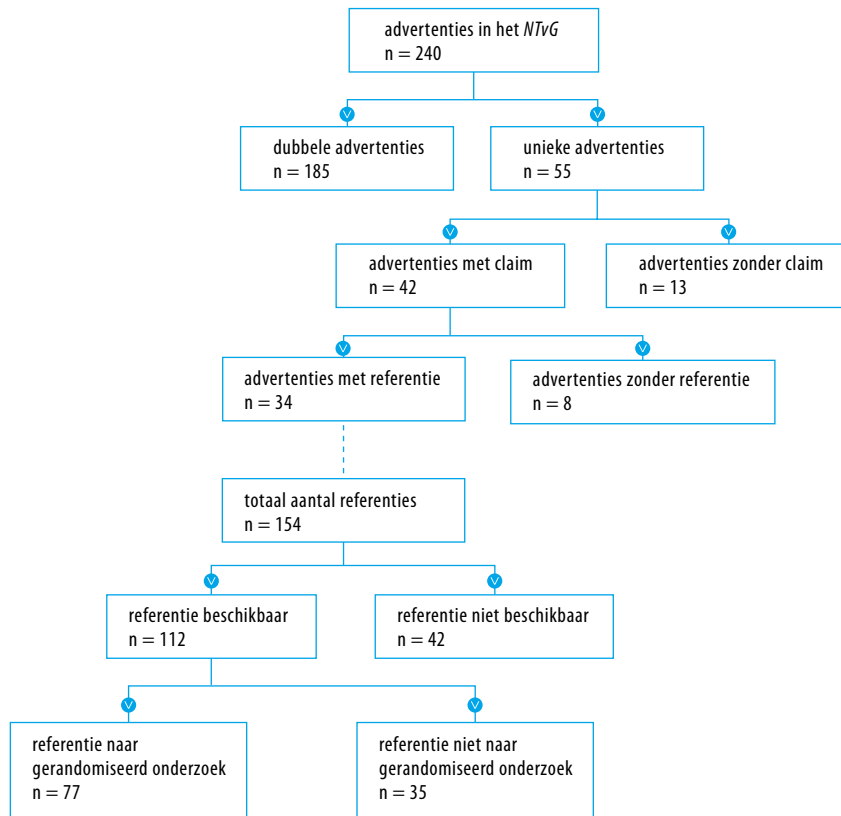 advertenties in het NTvG
n = 240
dubbele advertenties
n = 185
unieke advertenties
n = 55
advertenties met claim
n = 42
advertenties zonder claim
n = 13
advertenties met referentie
n = 34
advertenties zonder referentie
n = 8
totaal aantal referenties
n = 154
referentie beschikbaar
n = 112
referentie niet beschikbaar
n = 42
referentie naar
gerandomiseerd onderzoek
n = 77
referentie niet naar
gerandomiseerd onderzoek
n = 35